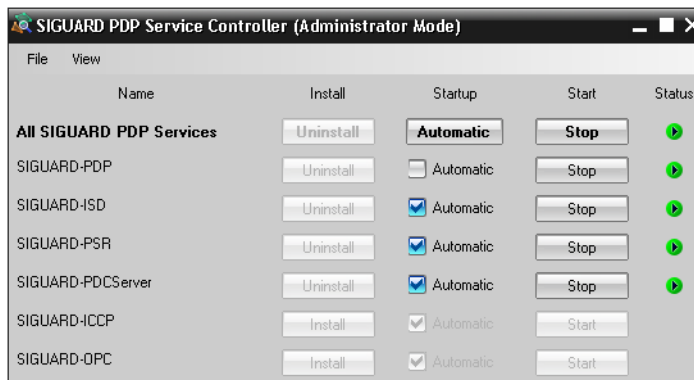 SIGUARD PDP Service Controller (Administrator Mode)
File View
Name Install Startup Start Status
All SIGUARD PDP Services Uninstall Automatic Stop
SIGUARD-PDP Uninstall Automatic Stop
SIGUARD-ISD Uninstall Automatic Stop
SIGUARD-PSR Uninstall Automatic Stop
SIGUARD-PDCServer Uninstall Automatic Stop
SIGUARD-ICCP Install Automatic Start
SIGUARD-OPC Install Automatic Start